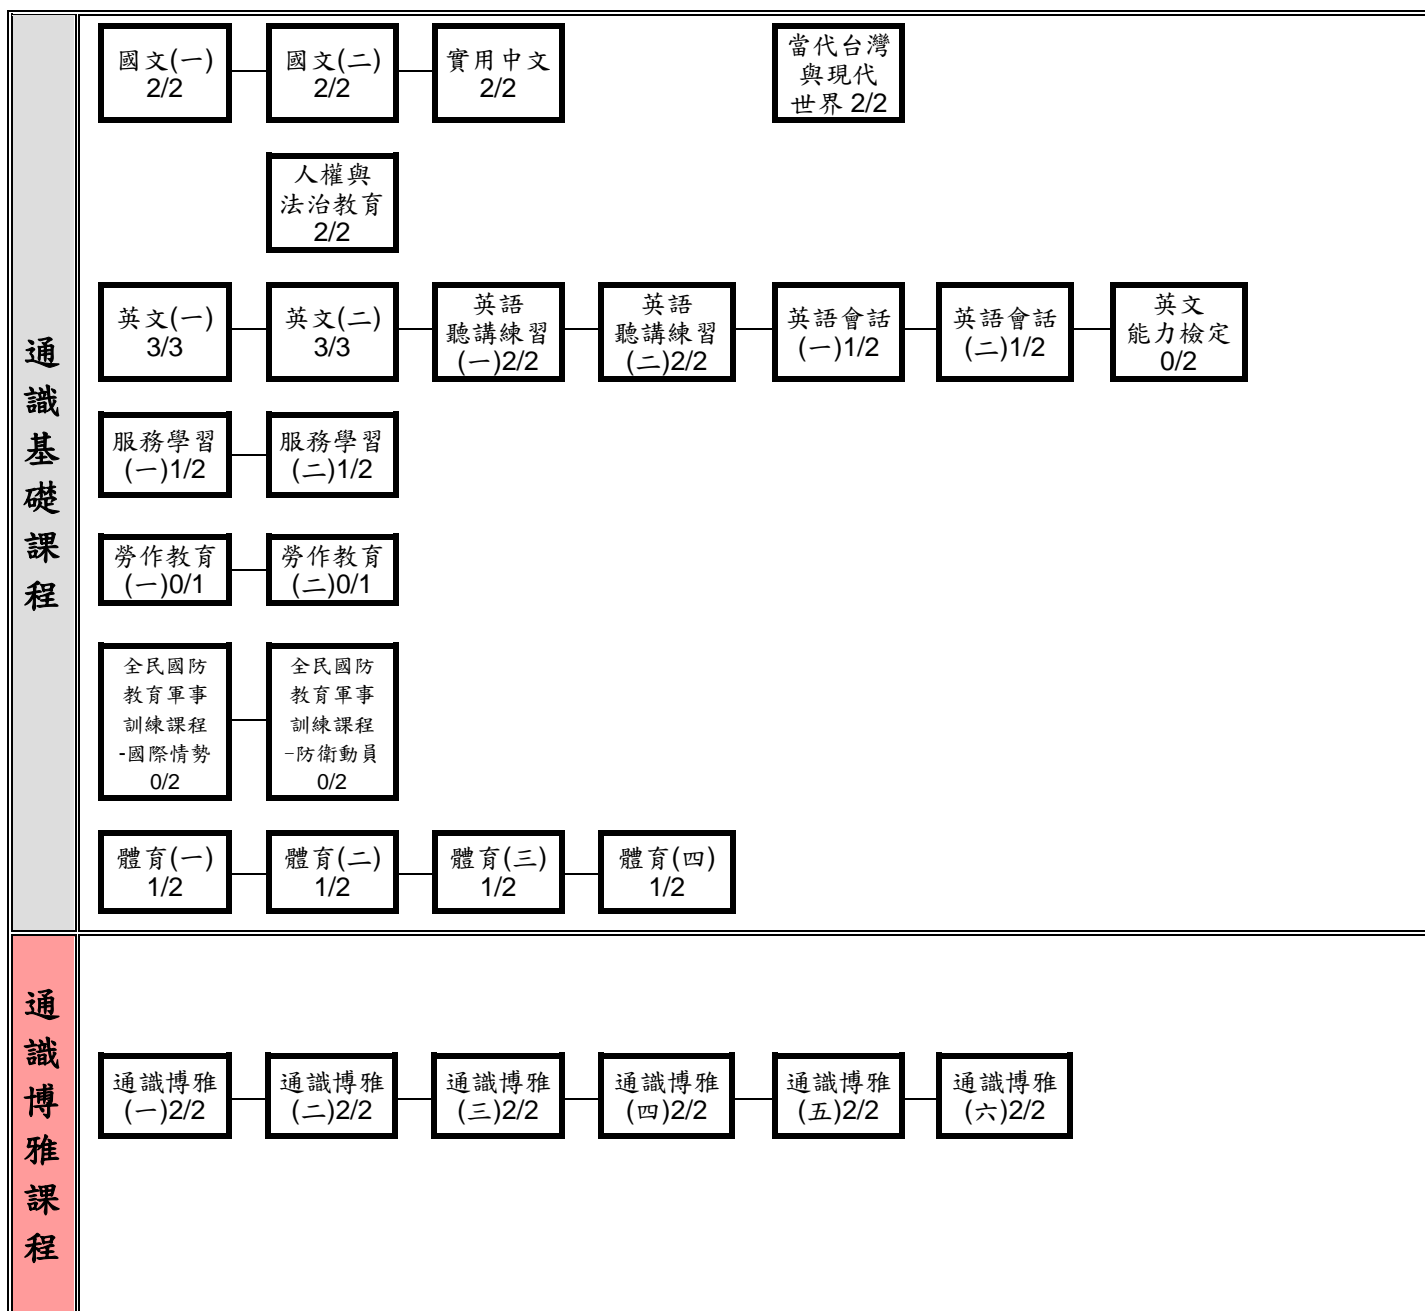 通識基礎課程
國文(一)
2/2
國文(二)
2/2
實用中文
2/2
當代台灣
與現代
世界 2/2
人權與
法治教育
2/2
英文(一)
3/3
英文(二)
3/3
英語
聽講練習
(一)2/2
英語
聽講練習
(二)2/2
英語會話
(一)1/2
英語會話
(二)1/2
英文
能力檢定
0/2
服務學習
(一)1/2
服務學習
(二)1/2
勞作教育
(一)0/1
勞作教育
(二)0/1
全民國防
教育軍事
訓練課程
-國際情勢
0/2
全民國防
教育軍事
訓練課程
-防衛動員
0/2
體育(一)
1/2
體育(二)
1/2
體育(三)
1/2
體育(四)
1/2
通識博雅課程
通識博雅
(一)2/2
通識博雅
(二)2/2
通識博雅
(三)2/2
通識博雅
(四)2/2
通識博雅
(五)2/2
通識博雅
(六)2/2